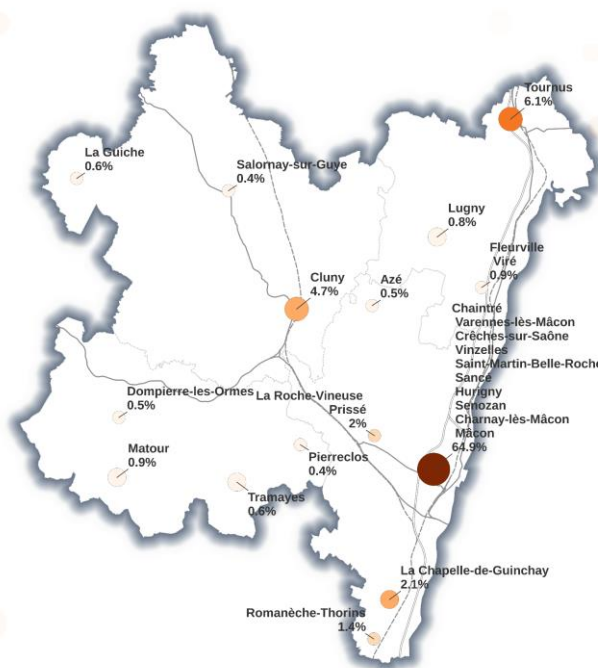 Tournus
6.1%
La Guiche
0.6%
Salornay-sur-Guye
0.4%
Lugny
0.8%
Fleurville
Viré
0.9%
Cluny
4.7%
Azé
0.5%
Chaintré
Varennes-lès-Mâcon
Crêches-sur-Saône
Vinzelles
Saint-Martin-Belle-Roche
Sancé
Hurigny
Senozan
Charnay-lès-Mâcon
Mâcon
64.9%
Dompierre-les-Ormes
0.5%
La Roche-Vineuse
Prissé
2%
Matour
0.9%
Pierreclos
0.4%
Tramayes
0.6%
La Chapelle-de-Guinchay
2.1%
Romanèche-Thorins
1.4%